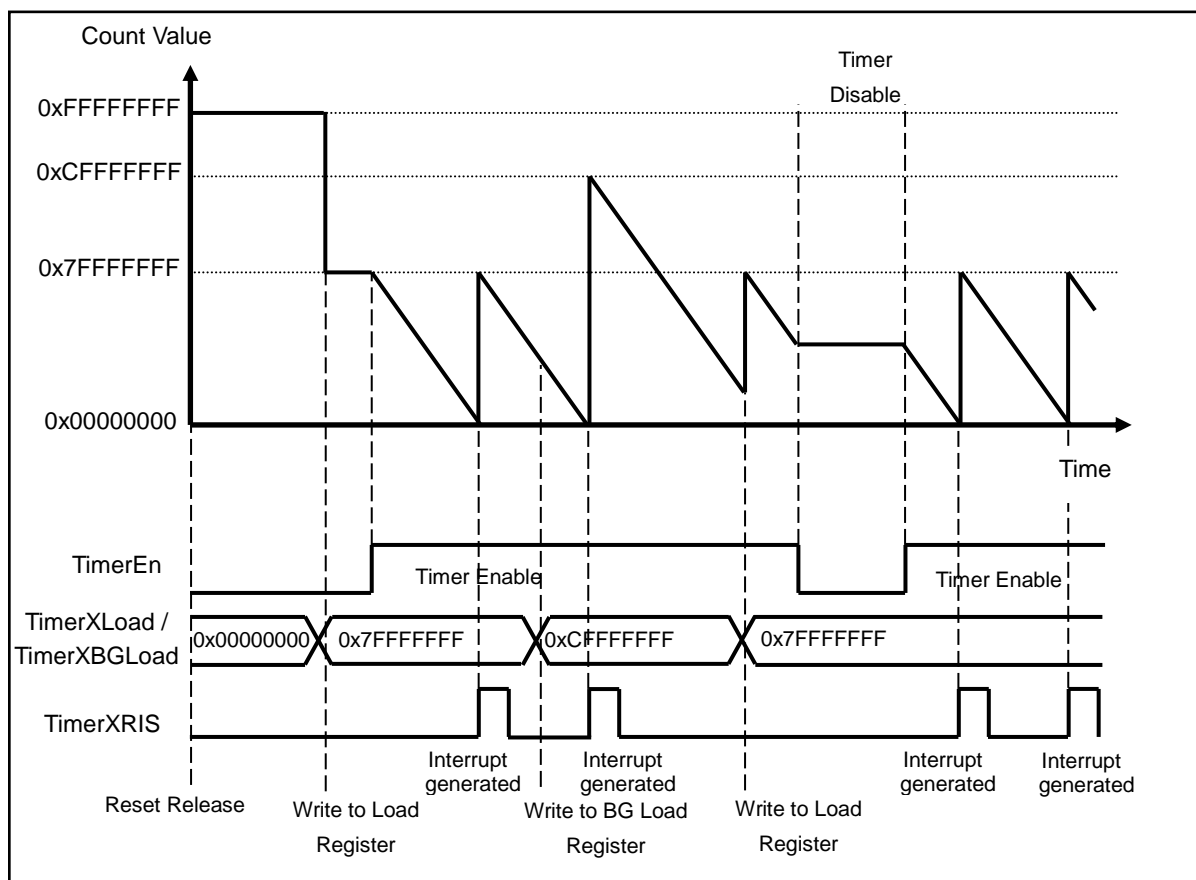 Count Value
Timer
Disable
0xFFFFFFFF
0xCFFFFFFF
0x7FFFFFFF
0x00000000
Time
TimerEn
Timer Enable
Timer Enable
TimerXLoad /
TimerXBGLoad
0x00000000
0x7FFFFFFF
0xCFFFFFFF
0x7FFFFFFF
TimerXRIS
Interrupt
generated
Interrupt
generated
Interrupt
generated
Interrupt
generated
Reset Release
Write to Load
Register
Write to BG Load
Register
Write to Load
Register